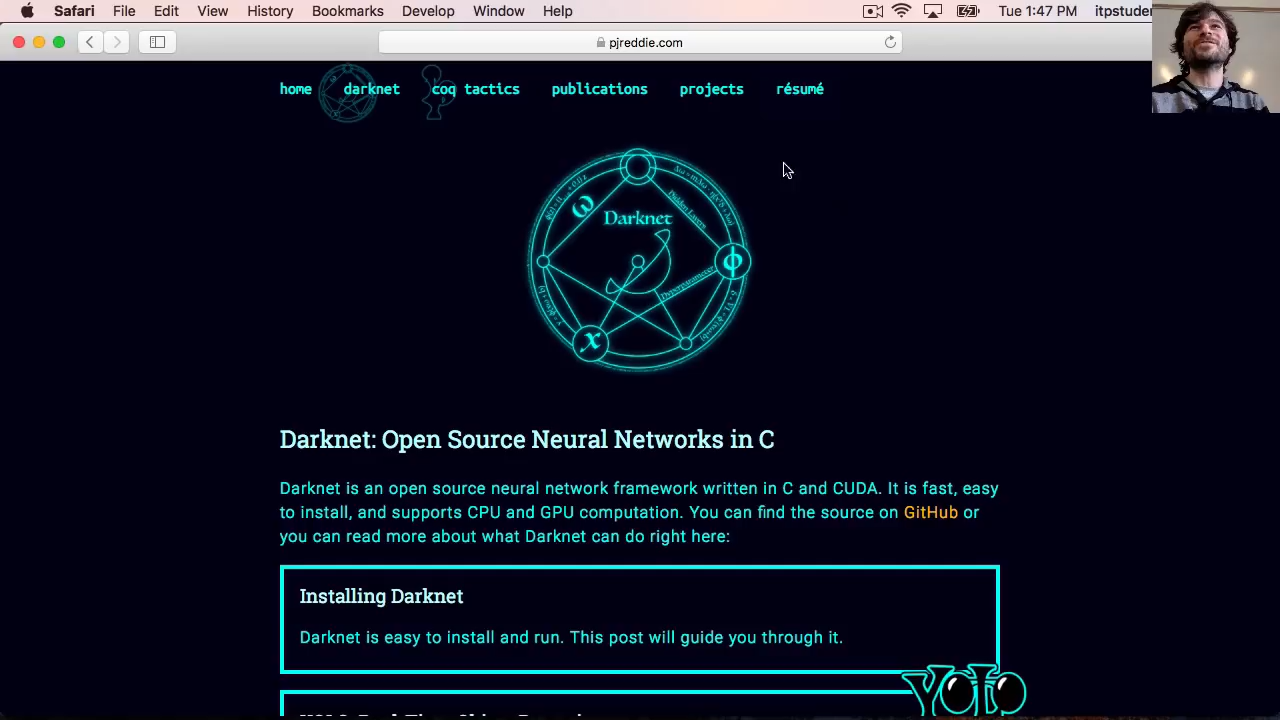 Safari File Edit View History Bookmarks Develop Window Help Tue 1:47 PM itpstuden
pjreddie.com
home darknet coq tactics publications projects résumé
Darknet
Hidden Layers
Hyperparameter
ω
ϕ
x
Darknet: Open Source Neural Networks in C
Darknet is an open source neural network framework written in C and CUDA. It is fast, easy
to install, and supports CPU and GPU computation. You can find the source on GitHub or
you can read more about what Darknet can do right here:
Installing Darknet
Darknet is easy to install and run. This post will guide you through it.
YOLO